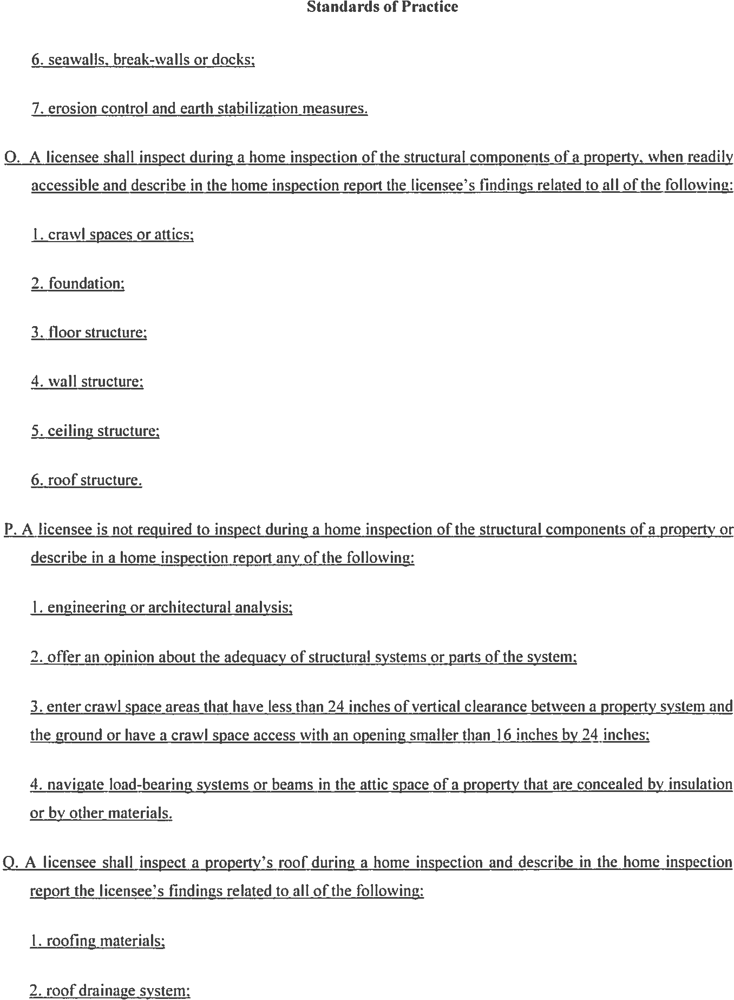 Standards of Practice
6. seawalls, break-walls or docks;
7. erosion control and earth stabilization measures.
O. A licensee shall inspect during a home inspection of the structural components of a property, when readily
accessible and describe in the home inspection report the licensee's findings related to all of the following:
1. crawl spaces or attics;
2. foundation;
3. floor structure;
4. wall structure;
5. ceiling structure;
6. roof structure.
P. A licensee is not required to inspect during a home inspection of the structural components of a property or
describe in a home inspection report any of the following:
1. engineering or architectural analysis;
2. offer an opinion about the adequacy of structural systems or parts of the system;
3. enter crawl space areas that have less than 24 inches of vertical clearance between a property system and
the ground or have a crawl space access with an opening smaller than 16 inches by 24 inches;
4. navigate load-bearing systems or beams in the attic space of a property that are concealed by insulation
or by other materials.
Q. A licensee shall inspect a property's roof during a home inspection and describe in the home inspection
report the licensee's findings related to all of the following:
1. roofing materials;
2. roof drainage system;